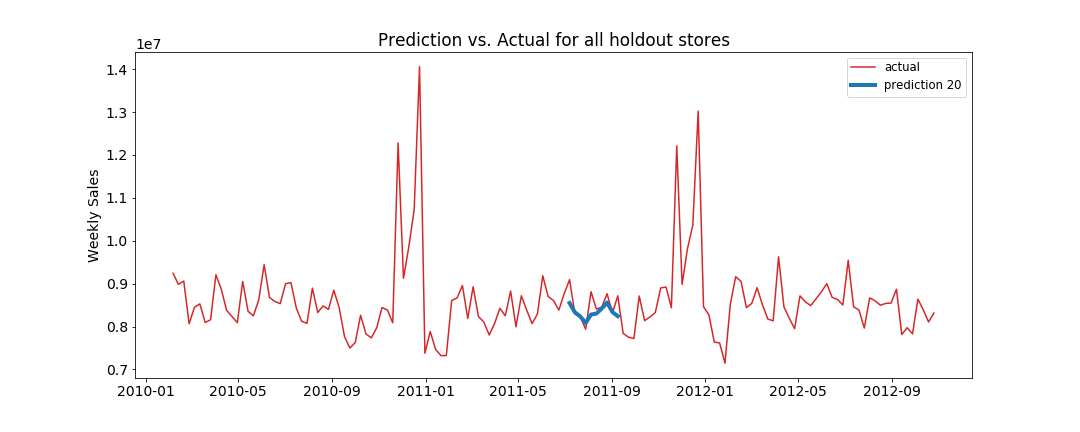 Prediction vs. Actual for all holdout stores
1e7
actual
prediction 20
Weekly Sales
1.4
1.3
1.2
1.1
1.0
0.9
0.8
0.7
2010-01 2010-05 2010-09 2011-01 2011-05 2011-09 2012-01 2012-05 2012-09